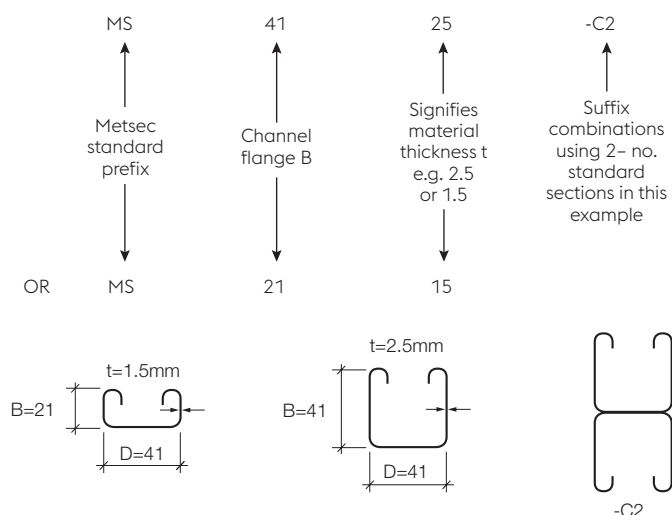 MS 41 25 -C2
Metsec
standard
prefix
Channel
flange B
Signifies
material
thickness t
e.g. 2.5
or 1.5
Suffix
combinations
using 2– no.
standard
sections in this
example
OR MS 21 15
t=1.5mm
B=21
D=41
t=2.5mm
B=41
D=41
-C2